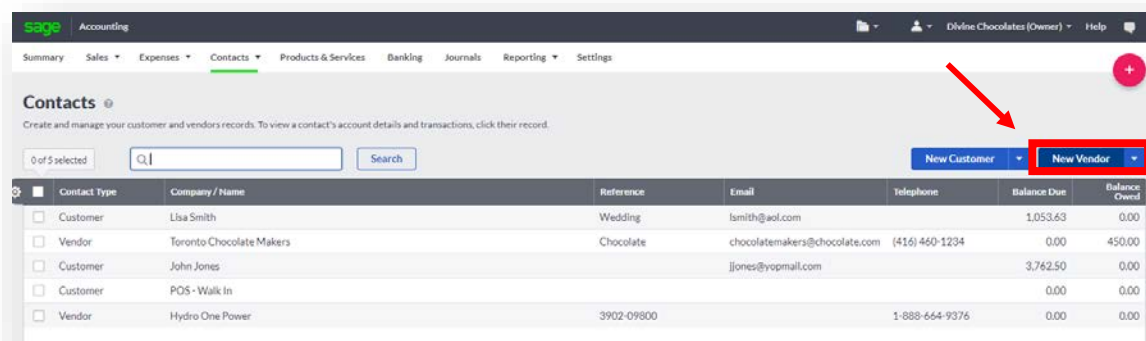 sage Accounting Divine Chocolates (Owner) Help
Summary Sales Expenses Contacts Products & Services Banking Journals Reporting Settings
Contacts
Create and manage your customer and vendors records. To view a contact's account details and transactions, click their record.
0 of 5 selected Search New Customer New Vendor
Contact Type Company / Name Reference Email Telephone Balance Due Balance Owed
Customer Lisa Smith Wedding lsmith@aol.com 1,053.63 0.00
Vendor Toronto Chocolate Makers Chocolate chocolatemakers@chocolate.com (416) 460-1234 0.00 450.00
Customer John Jones jjones@yopmail.com 3,762.50 0.00
Customer POS - Walk In 0.00 0.00
Vendor Hydro One Power 3902-09800 1-888-664-9376 0.00 0.00